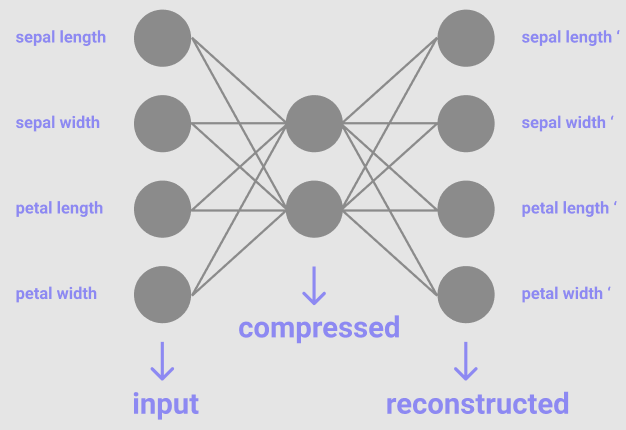 sepal length
sepal length ‘
sepal width
sepal width ‘
petal length
petal length ‘
petal width
petal width ‘
compressed
input
reconstructed